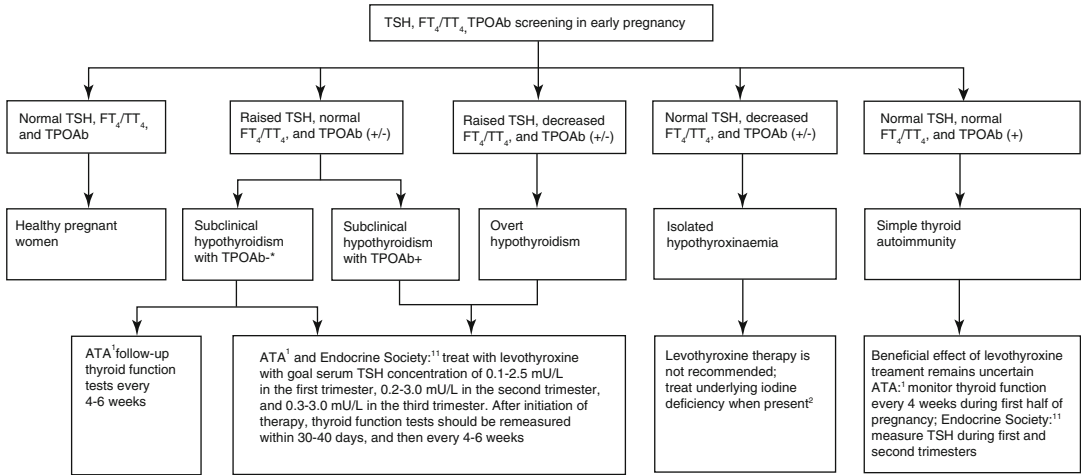 TSH, FT₄/TT₄,TPOAb screening in early pregnancy
Normal TSH, FT₄/TT₄,
and TPOAb
Raised TSH, normal
FT₄/TT₄, and TPOAb (+/-)
Raised TSH, decreased
FT₄/TT₄, and TPOAb (+/-)
Normal TSH, decreased
FT₄/TT₄, and TPOAb (+/-)
Normal TSH, normal
FT₄/TT₄, and TPOAb (+)
Healthy pregnant
women
Subclinical
hypothyroidism
with TPOAb-*
Subclinical
hypothyroidism
with TPOAb+
Overt
hypothyroidism
Isolated
hypothyroxinaemia
Simple thyroid
autoimmunity
ATA¹follow-up
thyroid function
tests every
4-6 weeks
ATA¹ and Endocrine Society:¹¹ treat with levothyroxine
with goal serum TSH concentration of 0.1-2.5 mU/L
in the first trimester, 0.2-3.0 mU/L in the second trimester,
and 0.3-3.0 mU/L in the third trimester. After initiation of
therapy, thyroid function tests should be remeasured
within 30-40 days, and then every 4-6 weeks
Levothyroxine therapy is
not recommended;
treat underlying iodine
deficiency when present²
Beneficial effect of levothyroxine
treament remains uncertain
ATA:¹ monitor thyroid function
every 4 weeks during first half of
pregnancy; Endocrine Society:¹¹
measure TSH during first and
second trimesters